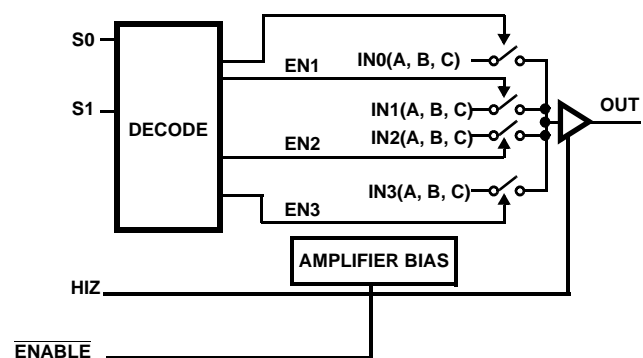 S0
EN1
IN0(A, B, C)
OUT
S1
DECODE
IN1(A, B, C)
EN2
IN2(A, B, C)
EN3
IN3(A, B, C)
AMPLIFIER BIAS
HIZ
ENABLE